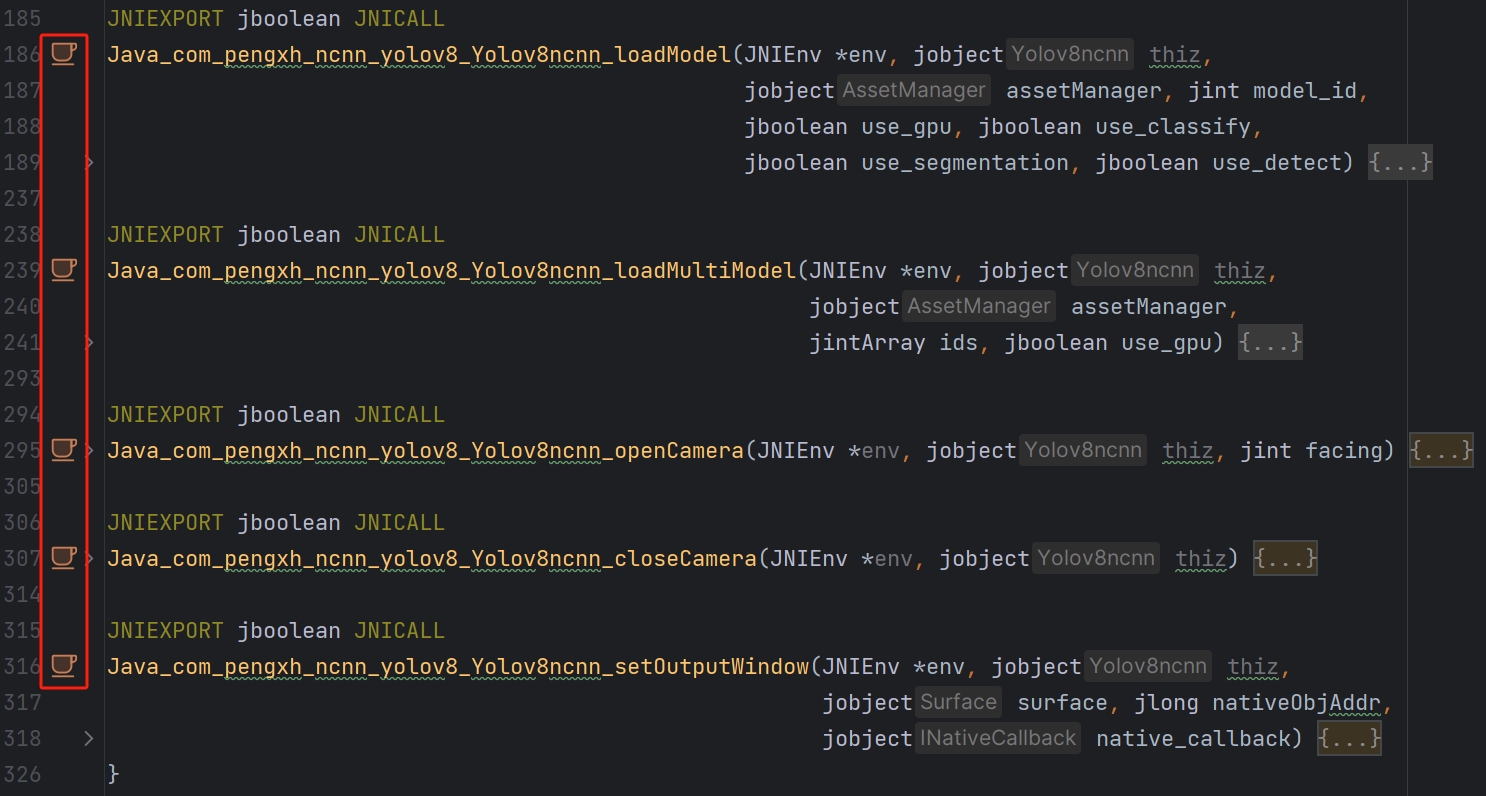 185 JNIEXPORT jboolean JNICALL
186 Java_com_pengxh_ncnn_yolov8_Yolov8ncnn_loadModel(JNIEnv *env, jobject Yolov8ncnn thiz,
187 jobject AssetManager assetManager, jint model_id,
188 jboolean use_gpu, jboolean use_classify,
189 jboolean use_segmentation, jboolean use_detect) {...}
237
238 JNIEXPORT jboolean JNICALL
239 Java_com_pengxh_ncnn_yolov8_Yolov8ncnn_loadMultiModel(JNIEnv *env, jobject Yolov8ncnn thiz,
240 jobject AssetManager assetManager,
241 jintArray ids, jboolean use_gpu) {...}
293
294 JNIEXPORT jboolean JNICALL
295 Java_com_pengxh_ncnn_yolov8_Yolov8ncnn_openCamera(JNIEnv *env, jobject Yolov8ncnn thiz, jint facing) {...}
305
306 JNIEXPORT jboolean JNICALL
307 Java_com_pengxh_ncnn_yolov8_Yolov8ncnn_closeCamera(JNIEnv *env, jobject Yolov8ncnn thiz) {...}
314
315 JNIEXPORT jboolean JNICALL
316 Java_com_pengxh_ncnn_yolov8_Yolov8ncnn_setOutputWindow(JNIEnv *env, jobject Yolov8ncnn thiz,
317 jobject Surface surface, jlong nativeObjAddr,
318 jobject INativeCallback native_callback) {...}
326 }